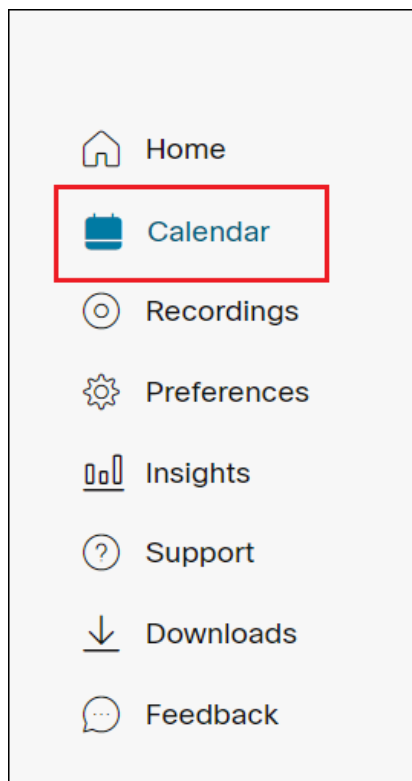 Home
Calendar
Recordings
Preferences
Insights
Support
Downloads
Feedback